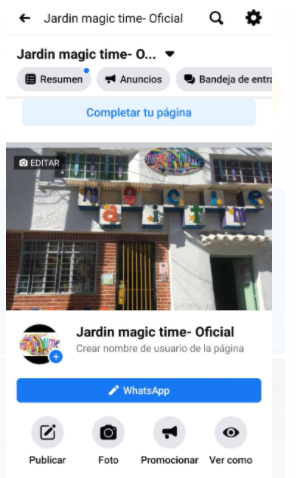 Jardin magic time- Oficial
Jardin magic time- O...
Resumen
Anuncios
Bandeja de entra
Completar tu página
EDITAR
magic
Jardin magic time- Oficial
Crear nombre de usuario de la página
WhatsApp
Publicar
Foto
Promocionar
Ver como